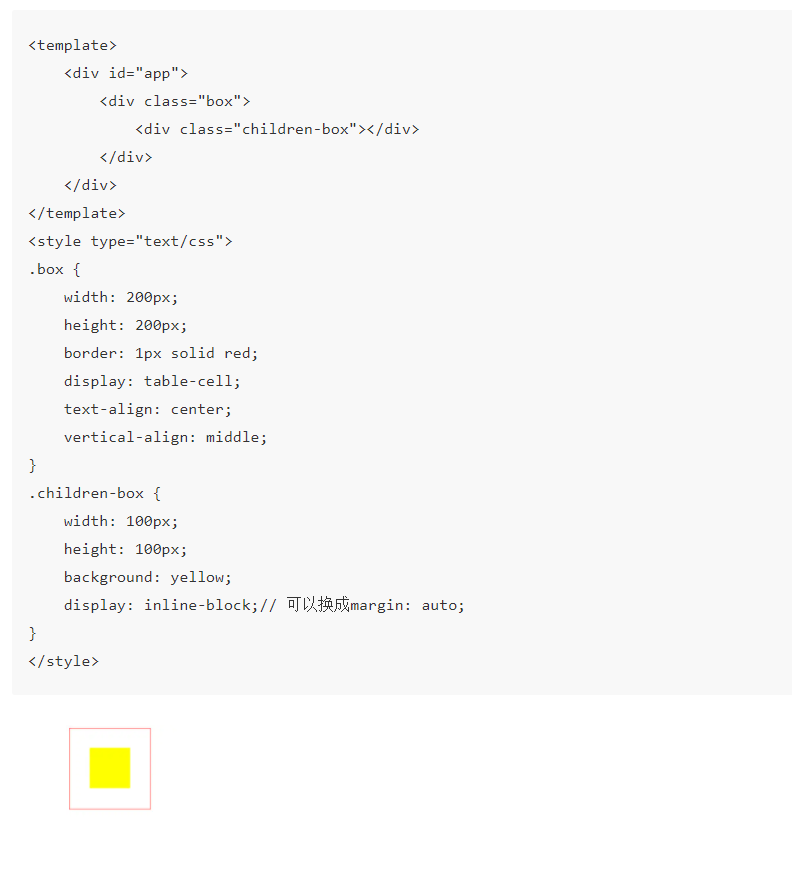 <template>
    <div id="app">
        <div class="box">
            <div class="children-box"></div>
        </div>
    </div>
</template>
<style type="text/css">
.box {
    width: 200px;
    height: 200px;
    border: 1px solid red;
    display: table-cell;
    text-align: center;
    vertical-align: middle;
}
.children-box {
    width: 100px;
    height: 100px;
    background: yellow;
    display: inline-block;// 可以换成margin: auto;
}
</style>